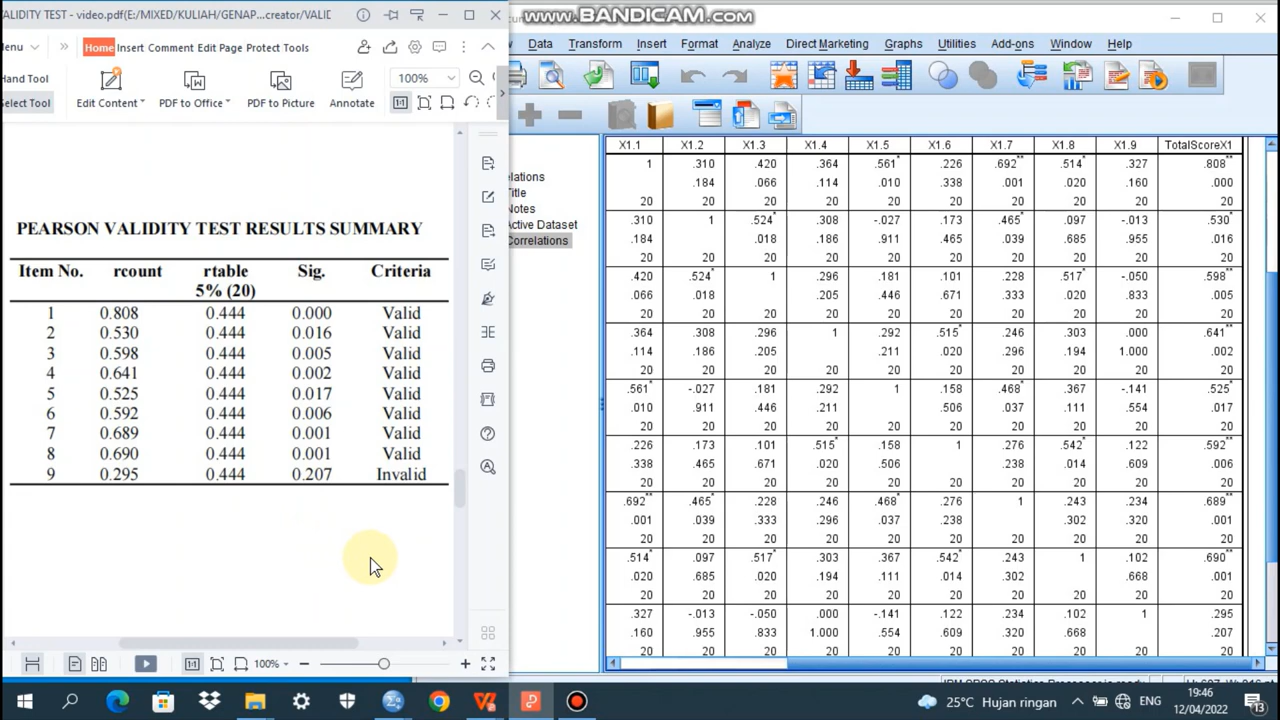 ALIDITY TEST - video.pdf(E:/MIXED/KULIAH/GENAP...creator/VALID
www.BANDICAM.com
Menu
Home Insert Comment Edit Page Protect Tools
Data Transform Insert Format Analyze Direct Marketing Graphs Utilities Add-ons Window Help
Hand Tool
Select Tool
Edit Content
PDF to Office
PDF to Picture
Annotate
100%
elations
Title
Notes
Active Dataset
Correlations
PEARSON VALIDITY TEST RESULTS SUMMARY
Item No. rcount rtable 5% (20) Sig. Criteria
1 0.808 0.444 0.000 Valid
2 0.530 0.444 0.016 Valid
3 0.598 0.444 0.005 Valid
4 0.641 0.444 0.002 Valid
5 0.525 0.444 0.017 Valid
6 0.592 0.444 0.006 Valid
7 0.689 0.444 0.001 Valid
8 0.690 0.444 0.001 Valid
9 0.295 0.444 0.207 Invalid
X1.1 X1.2 X1.3 X1.4 X1.5 X1.6 X1.7 X1.8 X1.9 TotalScoreX1
1 .310 .420 .364 .561* .226 .692** .514* .327 .808**
.184 .066 .114 .010 .338 .001 .020 .160 .000
20 20 20 20 20 20 20 20 20 20
.310 1 .524* .308 -.027 .173 .465* .097 -.013 .530*
.184 .018 .186 .911 .465 .039 .685 .955 .016
20 20 20 20 20 20 20 20 20 20
.420 .524* 1 .296 .181 .101 .228 .517* -.050 .598**
.066 .018 .205 .446 .671 .333 .020 .833 .005
20 20 20 20 20 20 20 20 20 20
.364 .308 .296 1 .292 .515* .246 .303 .000 .641**
.114 .186 .205 .211 .020 .296 .194 1.000 .002
20 20 20 20 20 20 20 20 20 20
.561* -.027 .181 .292 1 .158 .468* .367 -.141 .525*
.010 .911 .446 .211 .506 .037 .111 .554 .017
20 20 20 20 20 20 20 20 20 20
.226 .173 .101 .515* .158 1 .276 .542* .122 .592**
.338 .465 .671 .020 .506 .238 .014 .609 .006
20 20 20 20 20 20 20 20 20 20
.692** .465* .228 .246 .468* .276 1 .243 .234 .689**
.001 .039 .333 .296 .037 .238 .302 .320 .001
20 20 20 20 20 20 20 20 20 20
.514* .097 .517* .303 .367 .542* .243 1 .102 .690**
.020 .685 .020 .194 .111 .014 .302 .668 .001
20 20 20 20 20 20 20 20 20 20
.327 -.013 -.050 .000 -.141 .122 .234 .102 1 .295
.160 .955 .833 1.000 .554 .609 .320 .668 .207
20 20 20 20 20 20 20 20 20 20
100%
25°C Hujan ringan
ENG
19:46
12/04/2022
13